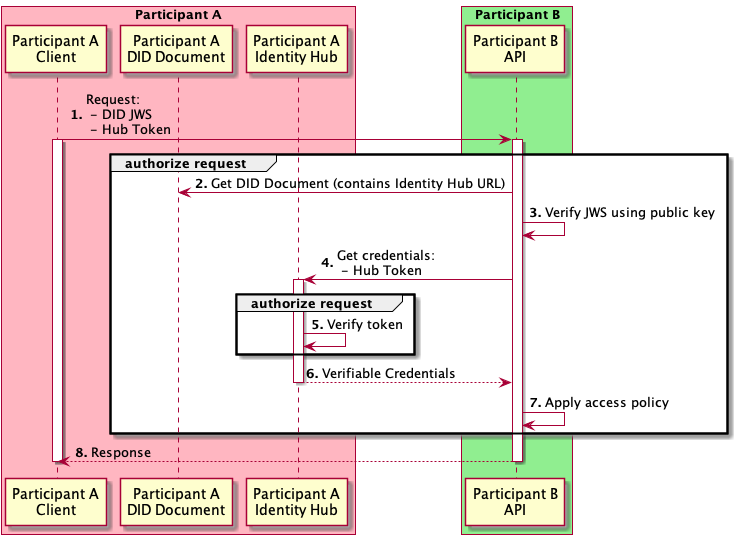 Participant A
Participant B
Participant A
Client
Participant A
DID Document
Participant A
Identity Hub
Participant B
API
Request:
1. - DID JWS
- Hub Token
authorize request
2. Get DID Document (contains Identity Hub URL)
3. Verify JWS using public key
Get credentials:
4. - Hub Token
authorize request
5. Verify token
6. Verifiable Credentials
7. Apply access policy
8. Response
Participant A
Client
Participant A
DID Document
Participant A
Identity Hub
Participant B
API